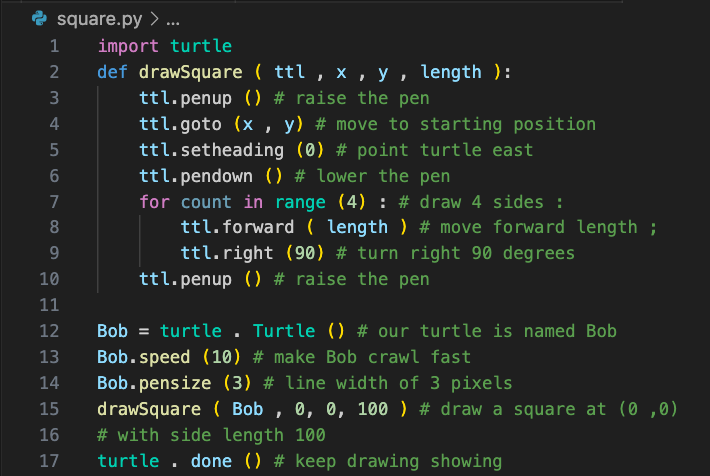 square.py > ...
1 import turtle
2 def drawSquare ( ttl , x , y , length ):
3     ttl.penup () # raise the pen
4     ttl.goto (x , y) # move to starting position
5     ttl.setheading (0) # point turtle east
6     ttl.pendown () # lower the pen
7     for count in range (4) : # draw 4 sides :
8         ttl.forward ( length ) # move forward length ;
9         ttl.right (90) # turn right 90 degrees
10     ttl.penup () # raise the pen
11
12 Bob = turtle . Turtle () # our turtle is named Bob
13 Bob.speed (10) # make Bob crawl fast
14 Bob.pensize (3) # line width of 3 pixels
15 drawSquare ( Bob , 0, 0, 100 ) # draw a square at (0 ,0)
16 # with side length 100
17 turtle . done () # keep drawing showing